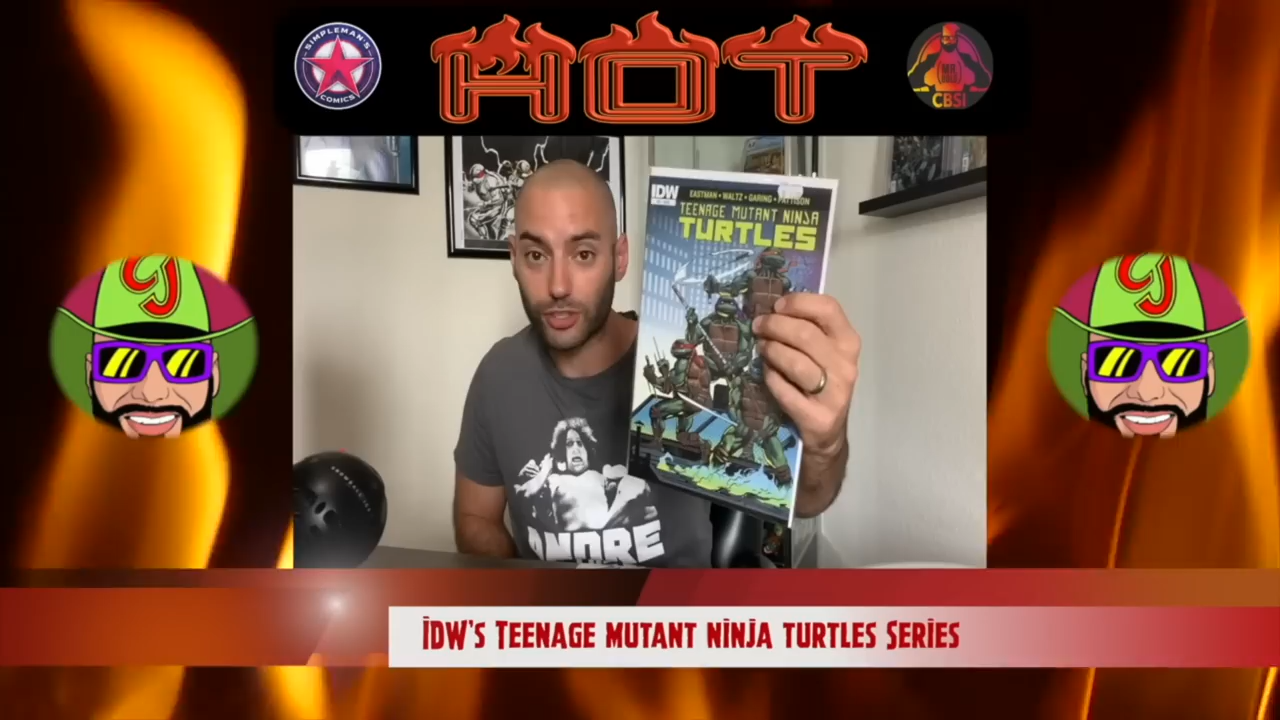 SIMPLEMAN'S
COMICS
HOT
CBSI
IDW
EASTMAN • WALTZ • GARING • PATTISON
TEENAGE MUTANT NINJA
TURTLES
ANDRE
IDW'S TEENAGE MUTANT NINJA TURTLES SERIES